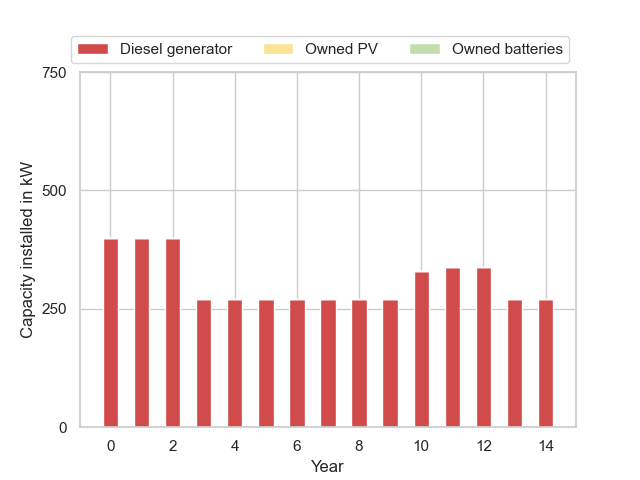 Diesel generator Owned PV Owned batteries
750
500
250
0
Capacity installed in kW
0 2 4 6 8 10 12 14
Year